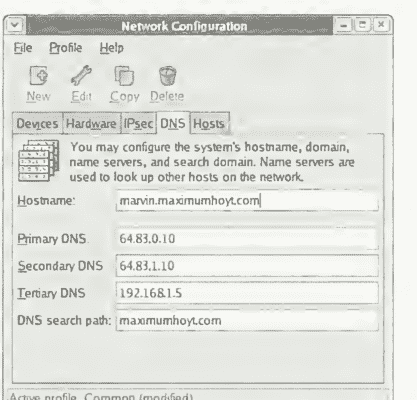 Network Configuration
File Profile Help
New Edit Copy Delete
Devices Hardware IPsec DNS Hosts
You may configure the system's hostname, domain,
name servers, and search domain. Name servers are
used to look up other hosts on the network.
Hostname: marvin.maximumhoyt.com
Primary DNS 64.83.0.10
Secondary DNS 64.83.1.10
Tertiary DNS 192.168.1.5
DNS search path: maximumhoyt.com
Active profile Common (modified)